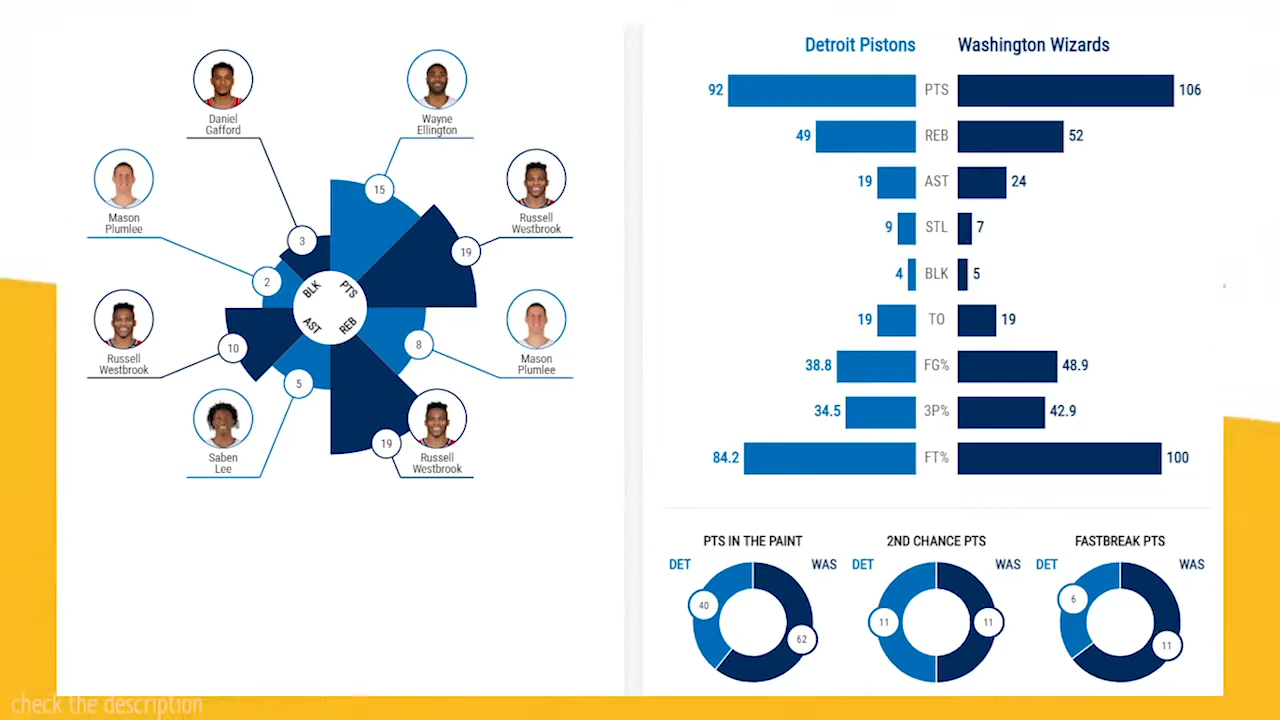 Daniel
Gafford
Wayne
Ellington
Mason
Plumlee
Russell
Westbrook
15
3
19
2
BLK
PTS
AST
REB
Russell
Westbrook
10
8
Mason
Plumlee
5
Saben
Lee
19
Russell
Westbrook
Detroit Pistons
Washington Wizards
92 PTS 106
49 REB 52
19 AST 24
9 STL 7
4 BLK 5
19 TO 19
38.8 FG% 48.9
34.5 3P% 42.9
84.2 FT% 100
PTS IN THE PAINT
DET WAS
40
62
2ND CHANCE PTS
DET WAS
11
11
FASTBREAK PTS
DET WAS
6
11
check the description